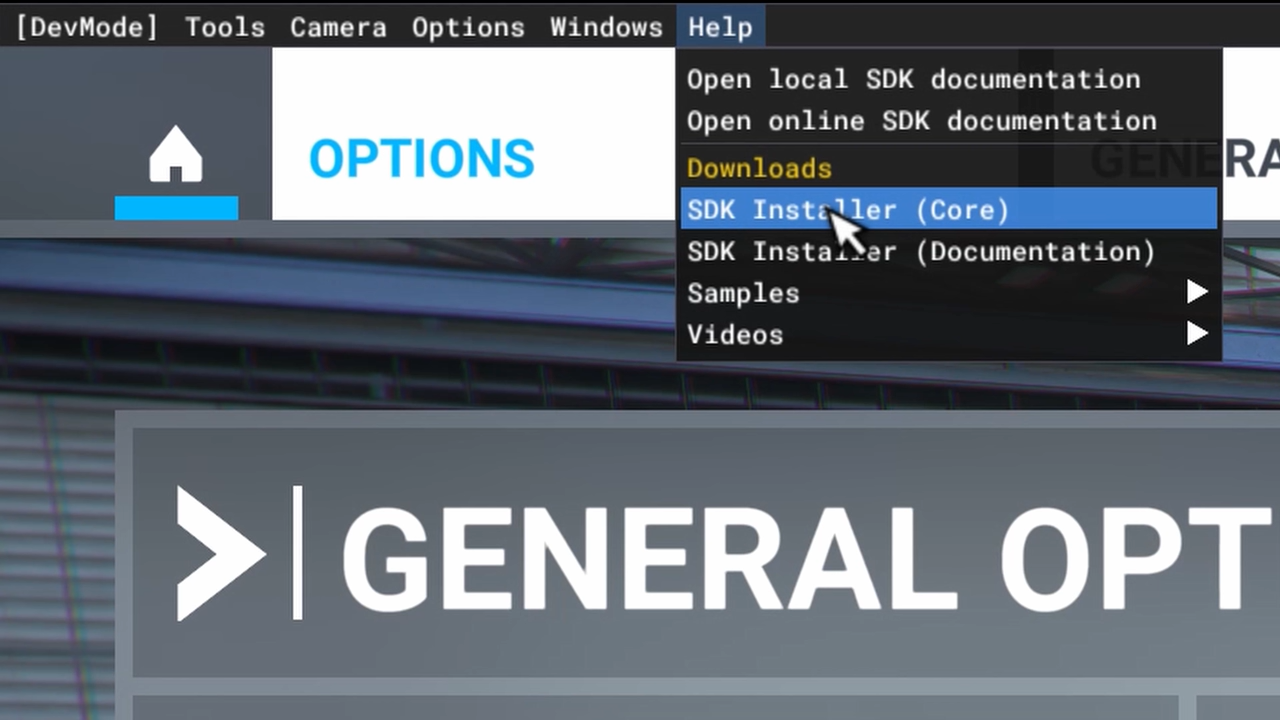 [DevMode] Tools Camera Options Windows Help
Open local SDK documentation
Open online SDK documentation
OPTIONS
GENERA
Downloads
SDK Installer (Core)
SDK Installer (Documentation)
Samples
Videos
GENERAL OPT